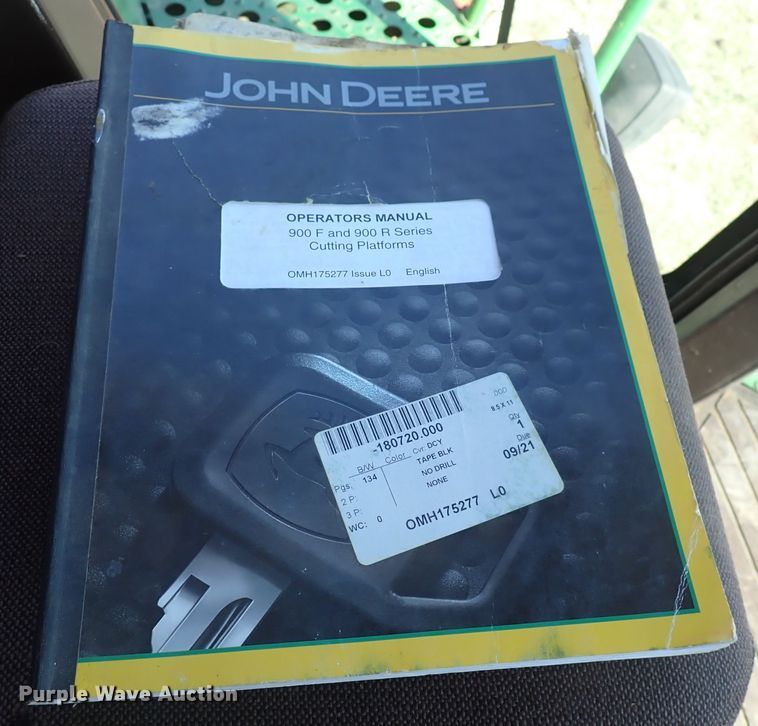 JOHN DEERE
OPERATORS MANUAL
900 F and 900 R Series
Cutting Platforms
OMH175277 Issue L0 English
.000
8.5 X 11
-180720.000
B/W Color Cvr: DCY
Qty
1
Pgs: 134 TAPE BLK
Due
09/21
2 P: NO DRILL
3 P: NONE
WC: 0
OMH175277 L0
Purple Wave Auction